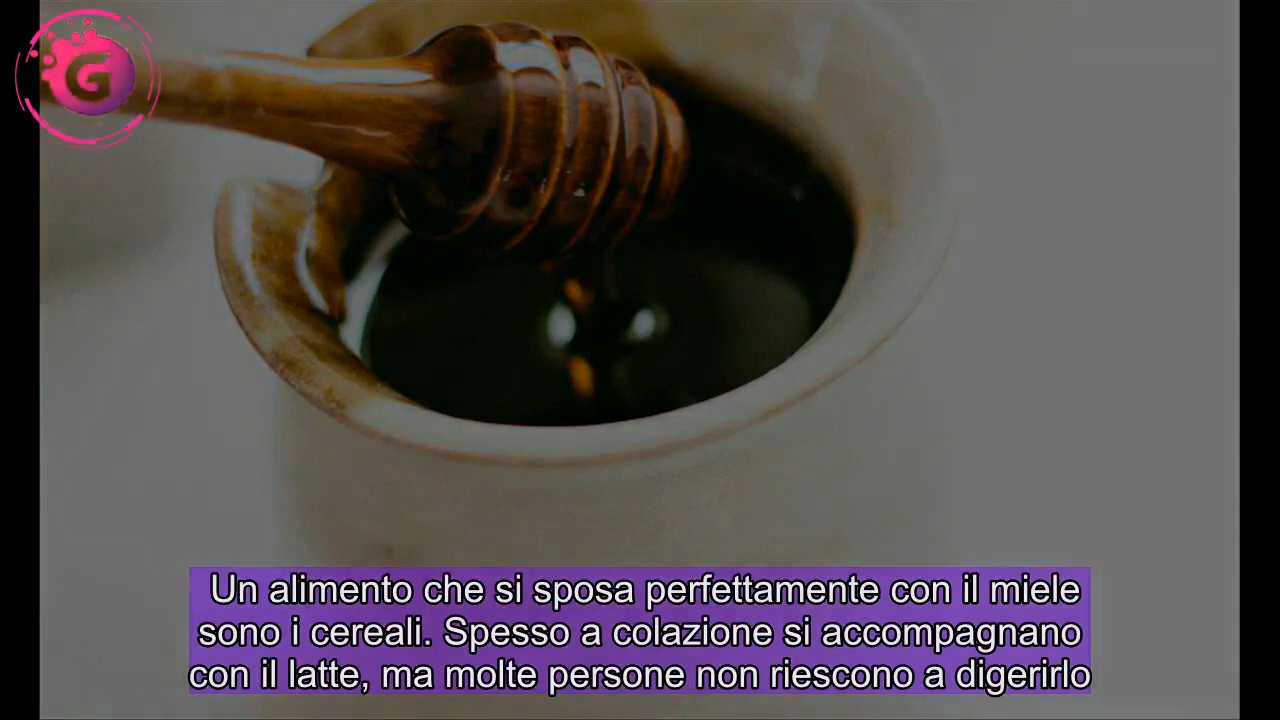 G
Un alimento che si sposa perfettamente con il miele
sono i cereali. Spesso a colazione si accompagnano
con il latte, ma molte persone non riescono a digerirlo